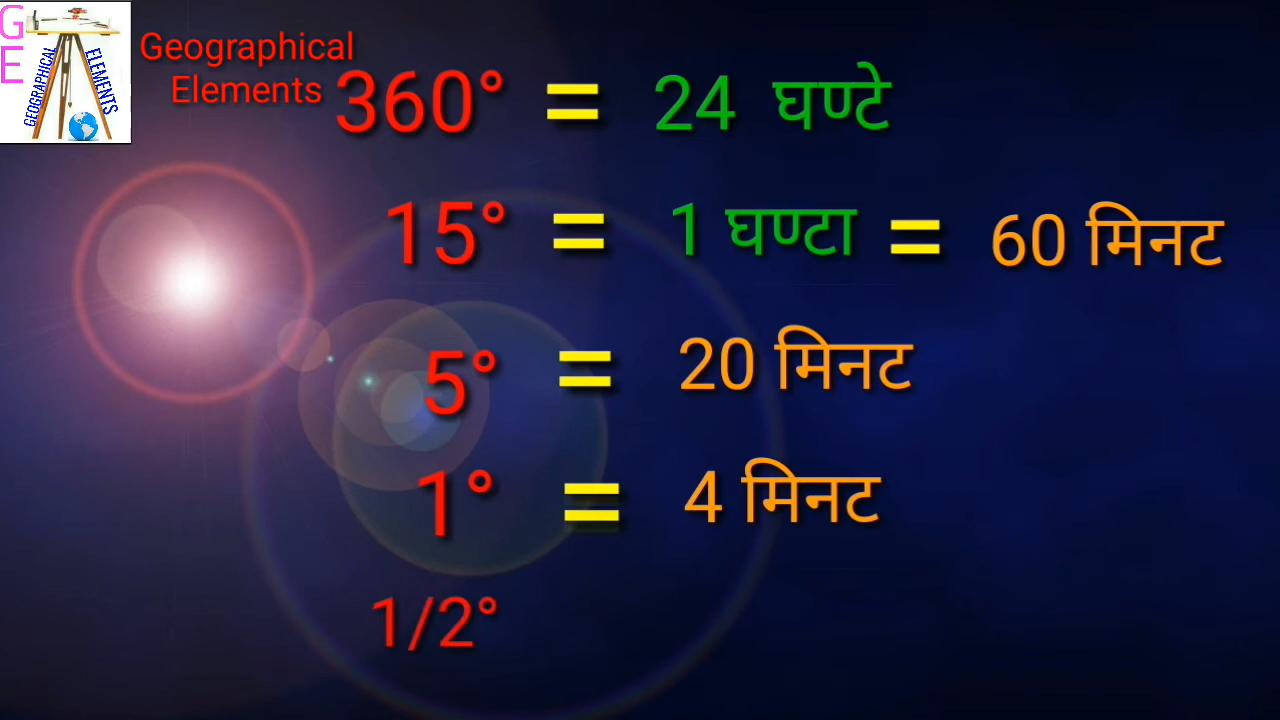 GE
GEOGRAPHICAL ELEMENTS
Geographical
Elements
360° = 24 घण्टे
15° = 1 घण्टा = 60 मिनट
5° = 20 मिनट
1° = 4 मिनट
1/2°